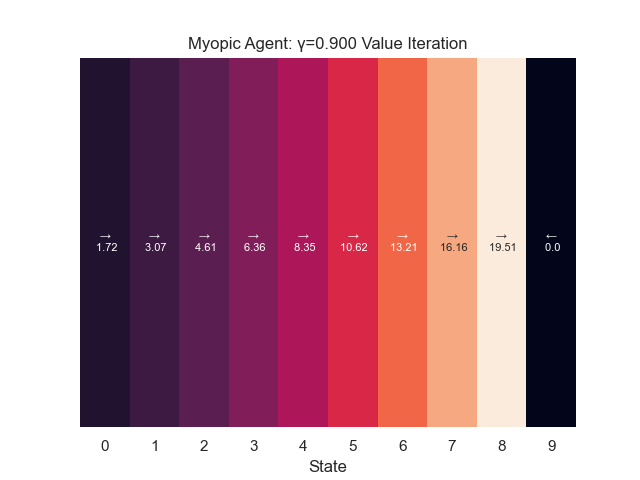 Myopic Agent: γ=0.900 Value Iteration
→ → → → → → → → → ←
1.72 3.07 4.61 6.36 8.35 10.62 13.21 16.16 19.51 0.0
0 1 2 3 4 5 6 7 8 9
State